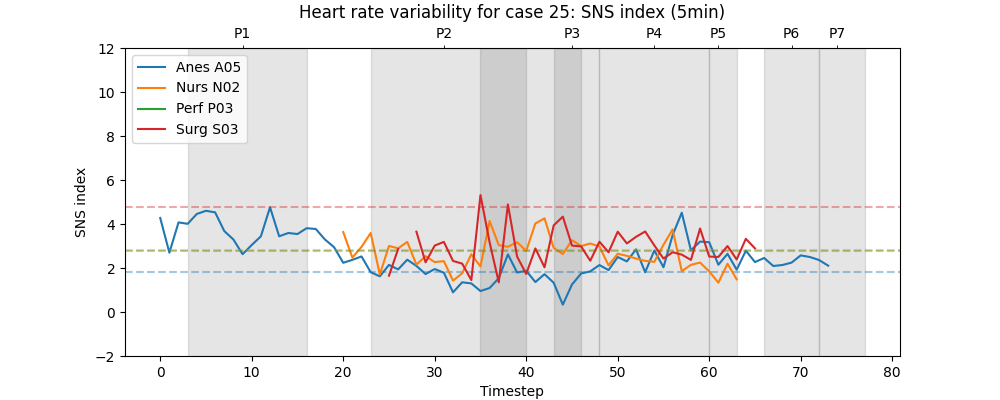 Heart rate variability for case 25: SNS index (5min)
P1 P2 P3 P4 P5 P6 P7
12
10
8
6
4
2
0
−2
SNS index
Anes A05
Nurs N02
Perf P03
Surg S03
0 10 20 30 40 50 60 70 80
Timestep